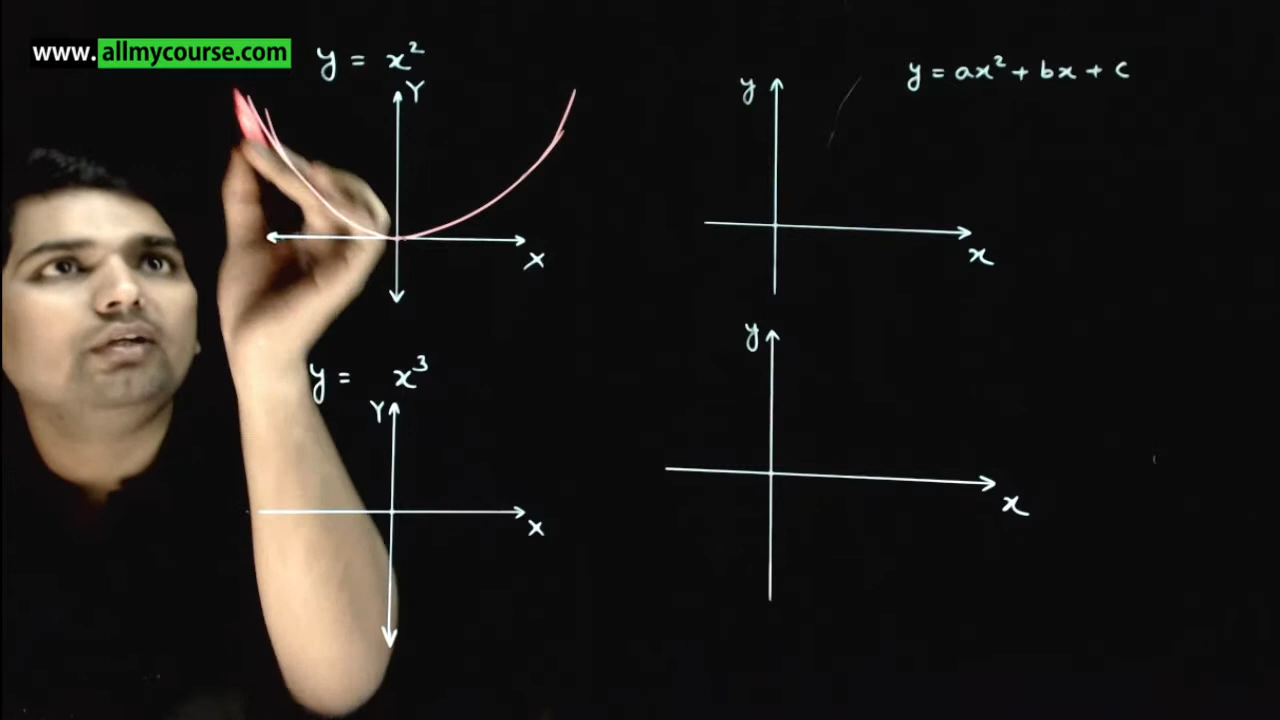 www.allmycourse.com
y = x²
Y
X
y = x³
Y
X
y = ax² + bx + c
y
x
y
x